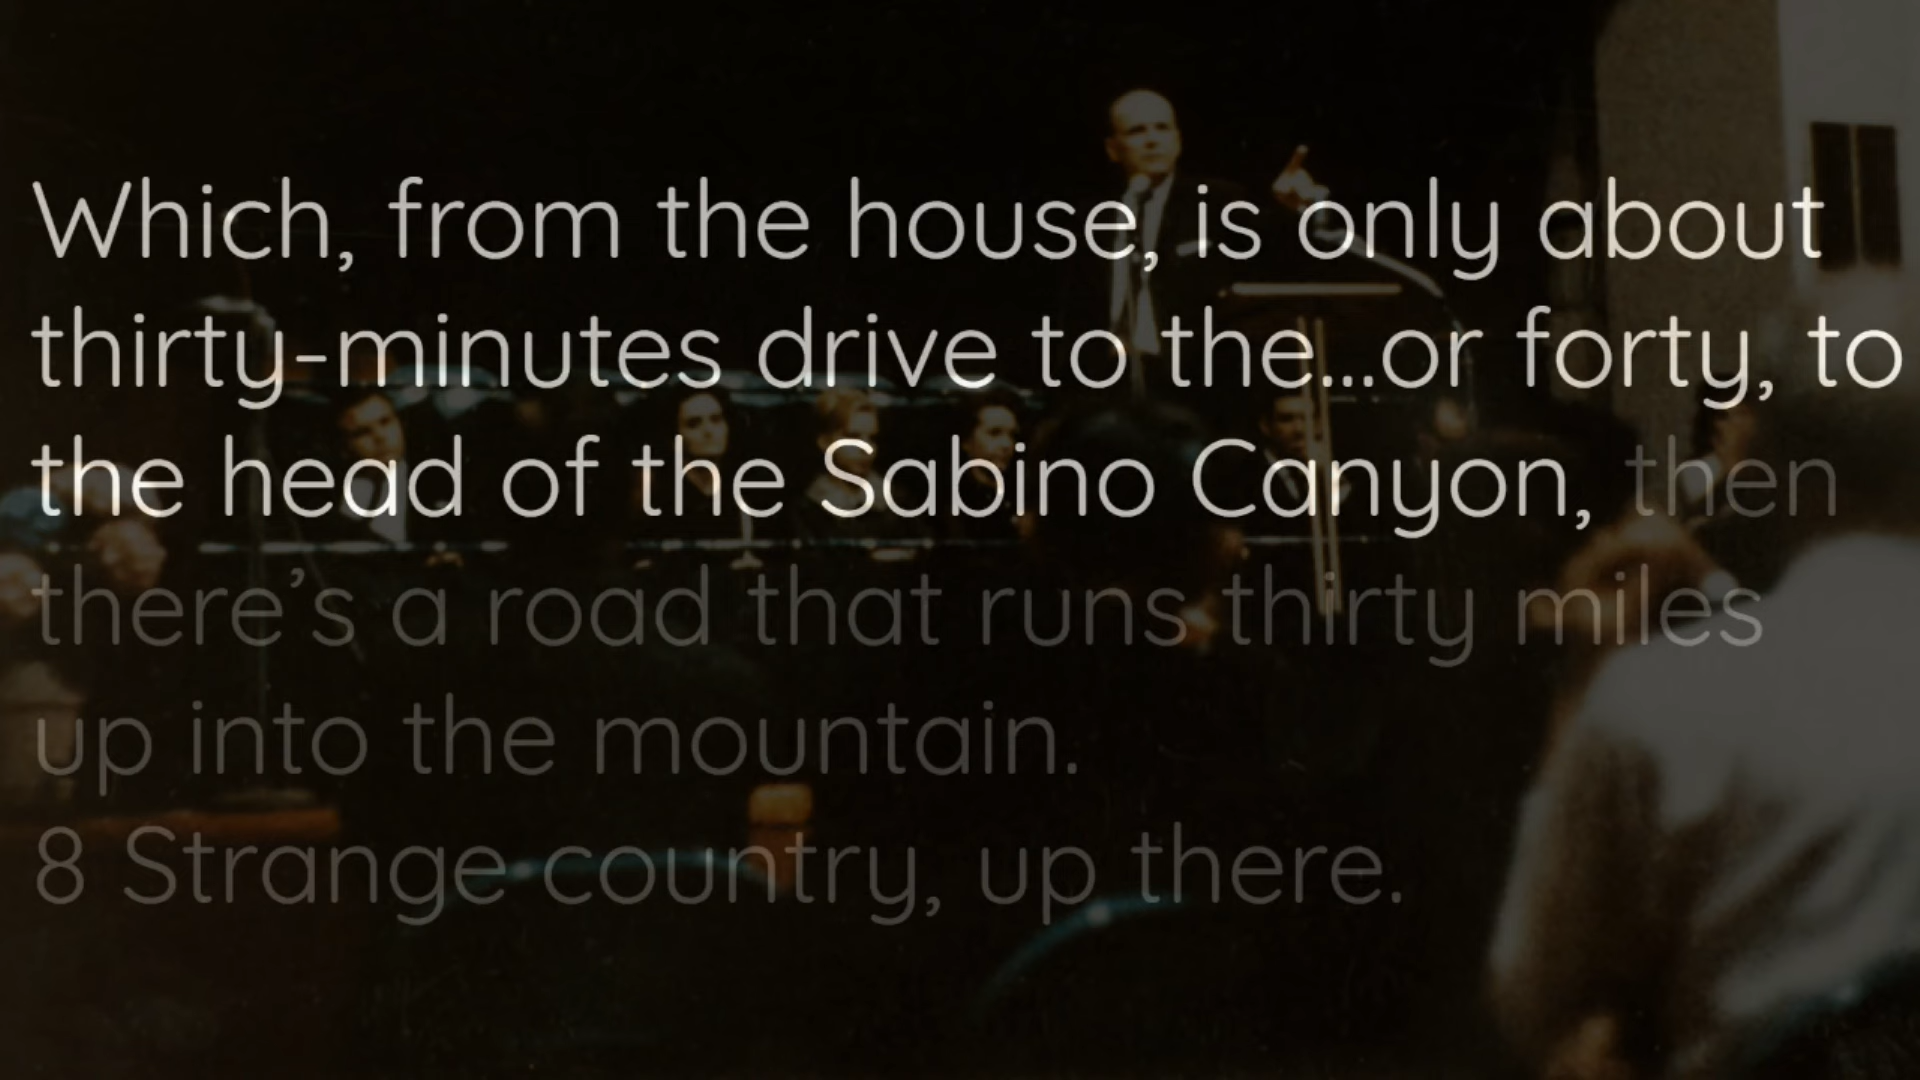 Which, from the house, is only about
thirty-minutes drive to the...or forty, to
the head of the Sabino Canyon, then
there’s a road that runs thirty miles
up into the mountain.
8 Strange country, up there.